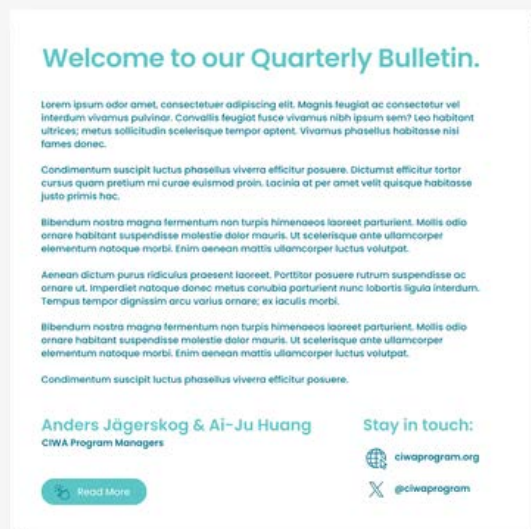 Welcome to our Quarterly Bulletin.
Lorem ipsum odor amet, consectetuer adipiscing elit. Magnis feugiat ac consectetur vel
interdum vivamus pulvinar. Convallis feugiat fusce vivamus nibh ipsum sem? Leo habitant
ultrices; metus sollicitudin scelerisque tempor aptent. Vivamus phasellus habitasse nisi
fames donec.
Condimentum suscipit luctus phasellus viverra efficitur posuere. Dictumst efficitur tortor
cursus quam pretium mi curae euismod proin. Lacinia at per amet velit quisque habitasse
justo primis hac.
Bibendum nostra magna fermentum non turpis himenaeos laoreet parturient. Mollis odio
ornare habitant suspendisse molestie dolor mauris. Ut scelerisque ante ullamcorper
elementum natoque morbi. Enim aenean mattis ullamcorper luctus volutpat.
Aenean dictum purus ridiculus praesent laoreet. Porttitor posuere rutrum suspendisse ac
ornare ut. Imperdiet natoque donec metus conubia parturient nunc lobortis ligula interdum.
Tempus tempor dignissim arcu varius ornare; ex iaculis morbi.
Bibendum nostra magna fermentum non turpis himenaeos laoreet parturient. Mollis odio
ornare habitant suspendisse molestie dolor mauris. Ut scelerisque ante ullamcorper
elementum natoque morbi. Enim aenean mattis ullamcorper luctus volutpat.
Condimentum suscipit luctus phasellus viverra efficitur posuere.
Anders Jägerskog & Ai-Ju Huang
CIWA Program Managers
Read More
Stay in touch:
ciwaprogram.org
@ciwaprogram